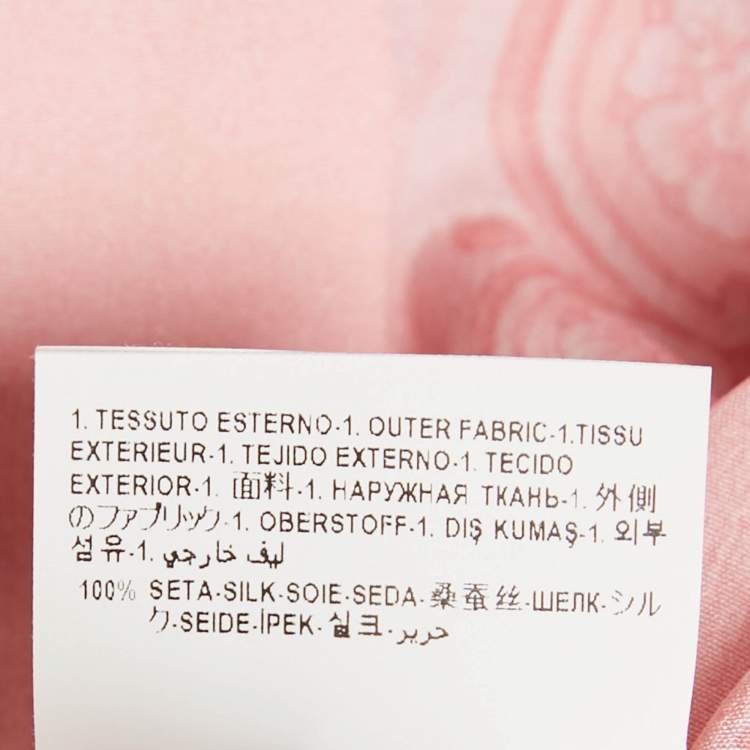 1. TESSUTO ESTERNO-1. OUTER FABRIC-1.TISSU
EXTERIEUR-1. TEJIDO EXTERNO-1. TECIDO
EXTERIOR-1. 面料-1. НАРУЖНАЯ ТКАНЬ-1. 外側
のファブリック-1. OBERSTOFF-1. DIŞ KUMAŞ-1. 외부
섬유-1. ليف خارجي
100% SETA-SILK-SOIE-SEDA-桑蚕丝-ШЕЛК-シル
ク-SEIDE-İPEK-실크-حرير